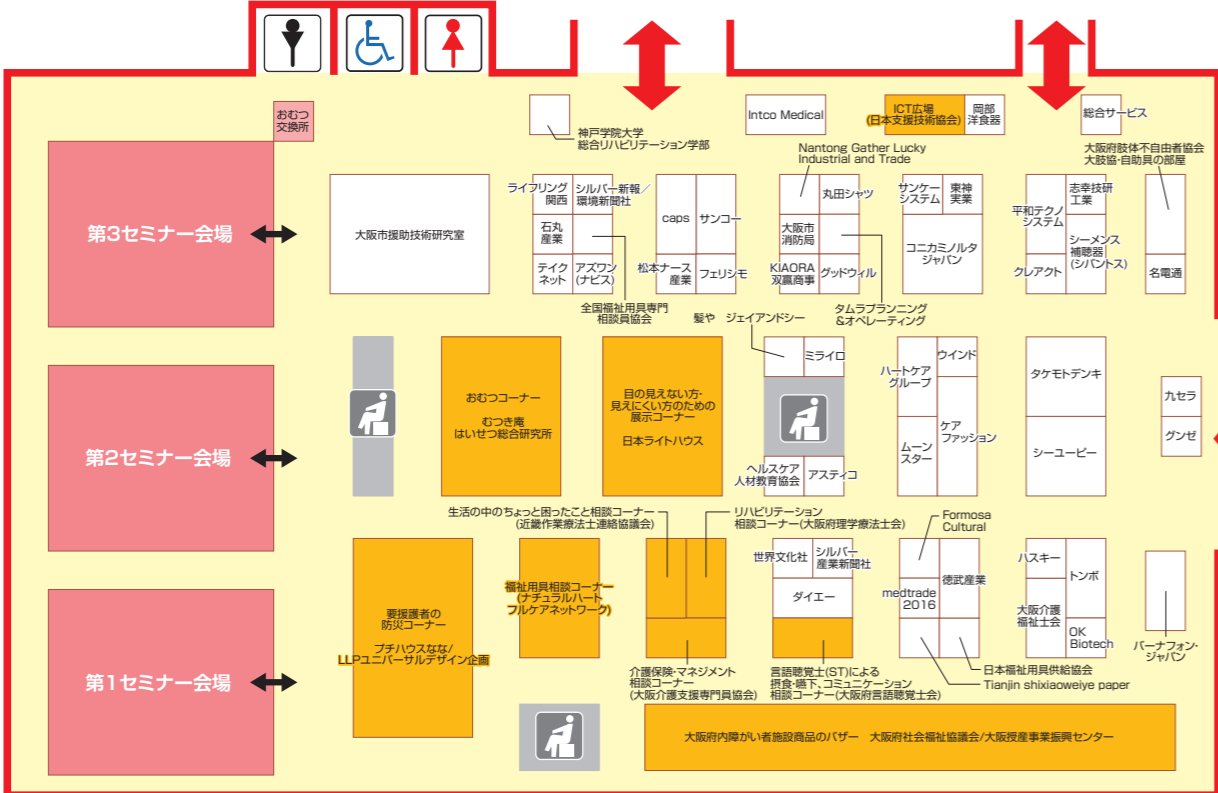 おむつ
交換所
神戸学院大学
総合リハビリテーション学部
Intco Medical
ICT広場
(日本支援技術協会)
岡部
洋食器
総合サービス
大阪府肢体不自由者協会
大肢協・自助具の部屋
Nantong Gather Lucky
Industrial and Trade
第3セミナー会場
大阪市援助技術研究室
ライフリング
関西
シルバー新報／
環境新聞社
石丸
産業
テイク
ネット
アズワン
(ナビス)
全国福祉用具専門
相談員協会
caps
サンコー
松本ナース
産業
フェリシモ
丸田シャツ
大阪市
消防局
KIAORA
双赢商事
グッドウィル
タムラプランニング
&オペレーティング
サンケー
システム
東神
実業
コニカミノルタ
ジャパン
平和テクノ
システム
志幸技研
工業
シーメンス
補聴器
(シバントス)
クレアクト
名電通
第2セミナー会場
おむつコーナー
むつき庵
はいせつ総合研究所
目の見えない方・
見えにくい方のための
展示コーナー
日本ライトハウス
髪や ジェイアンドシー
ミライロ
ヘルスケア
人材教育協会
アスティコ
ハートケア
グループ
ウインド
ムーン
スター
ケア
ファッション
タケモトデンキ
シーユーピー
九セラ
グンゼ
生活の中のちょっと困ったこと相談コーナー
(近畿作業療法士連絡協議会)
リハビリテーション
相談コーナー(大阪府理学療法士会)
Formosa
Cultural
第1セミナー会場
要援護者の
防災コーナー
プチハウスなな/
LLPユニバーサルデザイン企画
福祉用具相談コーナー
(ナチュラルハート
フルケアネットワーク)
介護保険・マネジメント
相談コーナー
(大阪介護支援専門員協会)
世界文化社
シルバー
産業新聞社
ダイエー
言語聴覚士(ST)による
摂食・嚥下、コミュニケーション
相談コーナー(大阪府言語聴覚士会)
medtrade
2016
徳武産業
日本福祉用具供給協会
Tianjin shixiaoweiye paper
ハスキー
トンボ
大阪介護
福祉士会
OK
Biotech
バーナフォン・
ジャパン
大阪府内障がい者施設商品のバザー　大阪府社会福祉協議会/大阪授産事業振興センター